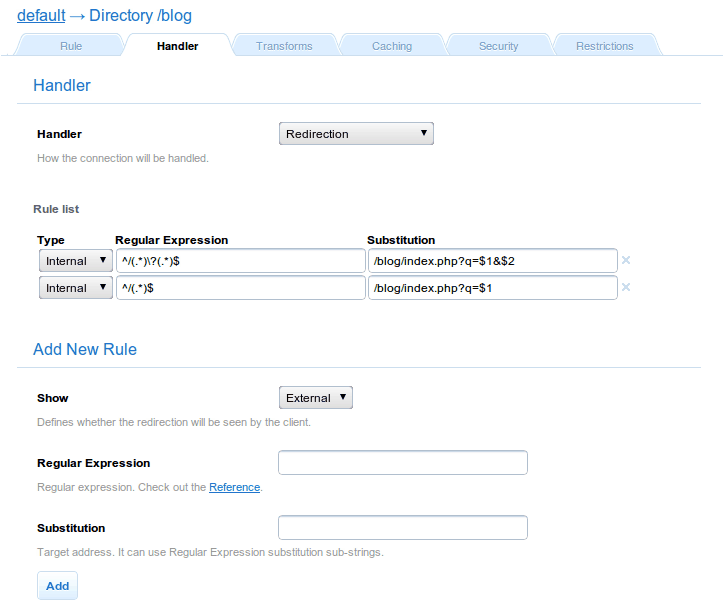 default → Directory /blog
Rule Handler Transforms Caching Security Restrictions
Handler
Handler Redirection
How the connection will be handled.
Rule list
Type Regular Expression Substitution
Internal ^/(.*)\?(.*)$ /blog/index.php?q=$1&$2
Internal ^/(.*)$ /blog/index.php?q=$1
Add New Rule
Show External
Defines whether the redirection will be seen by the client.
Regular Expression
Regular expression. Check out the Reference.
Substitution
Target address. It can use Regular Expression substitution sub-strings.
Add